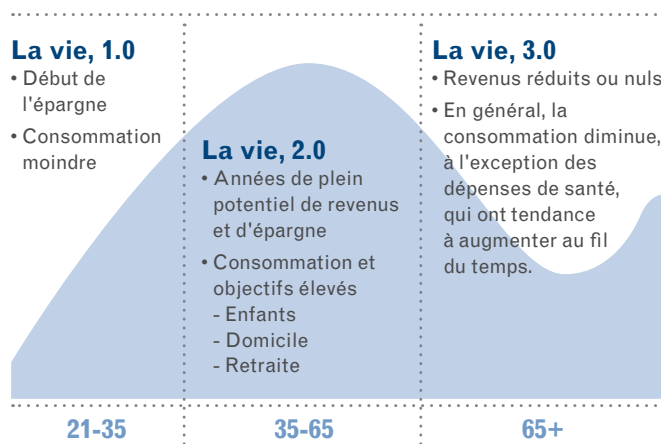 La vie, 1.0
• Début de
l'épargne
• Consommation
moindre
La vie, 2.0
• Années de plein
potentiel de revenus
et d'épargne
• Consommation et
objectifs élevés
- Enfants
- Domicile
- Retraite
La vie, 3.0
• Revenus réduits ou nuls
• En général, la
consommation diminue,
à l'exception des
dépenses de santé,
qui ont tendance
à augmenter au fil
du temps.
21-35
35-65
65+